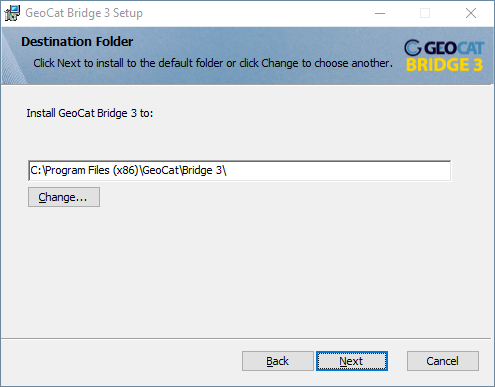 GeoCat Bridge 3 Setup
Destination Folder
Click Next to install to the default folder or click Change to choose another.
GEOCAT
BRIDGE 3
Install GeoCat Bridge 3 to:
C:\Program Files (x86)\GeoCat\Bridge 3\
Change...
Back Next Cancel